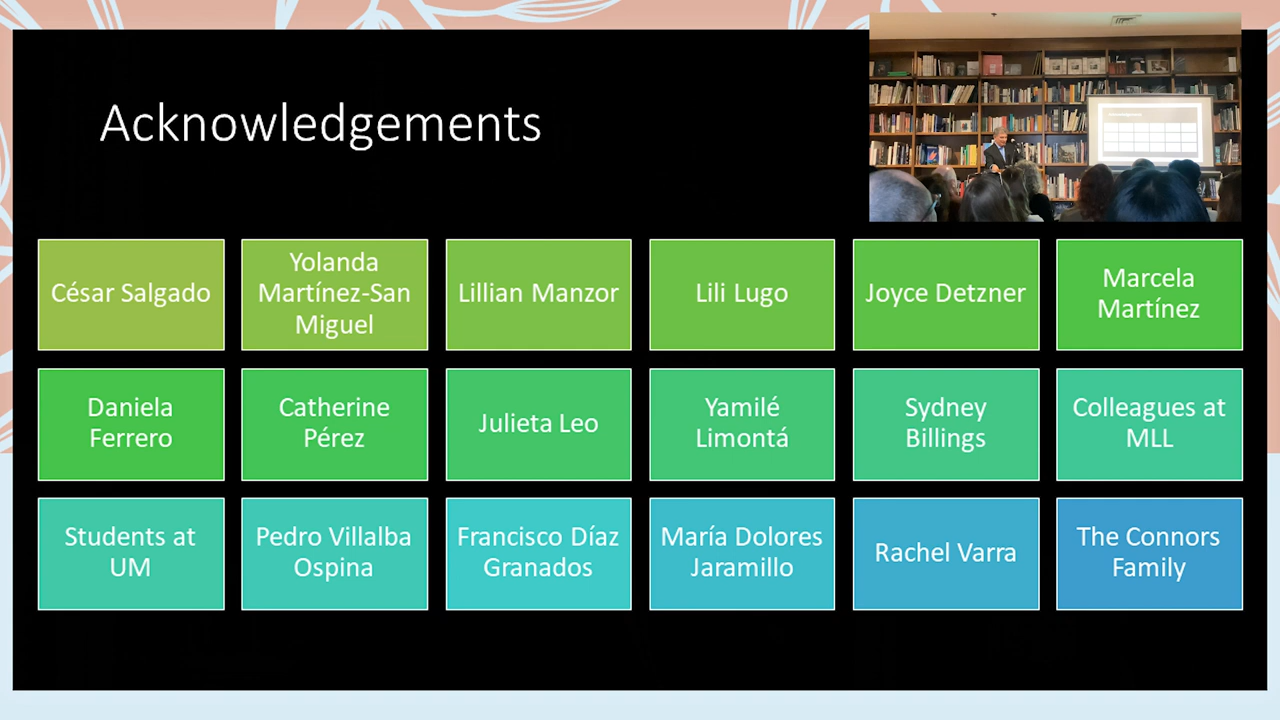 Acknowledgements
César Salgado
Yolanda
Martínez-San
Miguel
Lillian Manzor
Lili Lugo
Joyce Detzner
Marcela
Martínez
Daniela
Ferrero
Catherine
Pérez
Julieta Leo
Yamilé
Limontá
Sydney
Billings
Colleagues at
MLL
Students at
UM
Pedro Villalba
Ospina
Francisco Díaz
Granados
María Dolores
Jaramillo
Rachel Varra
The Connors
Family